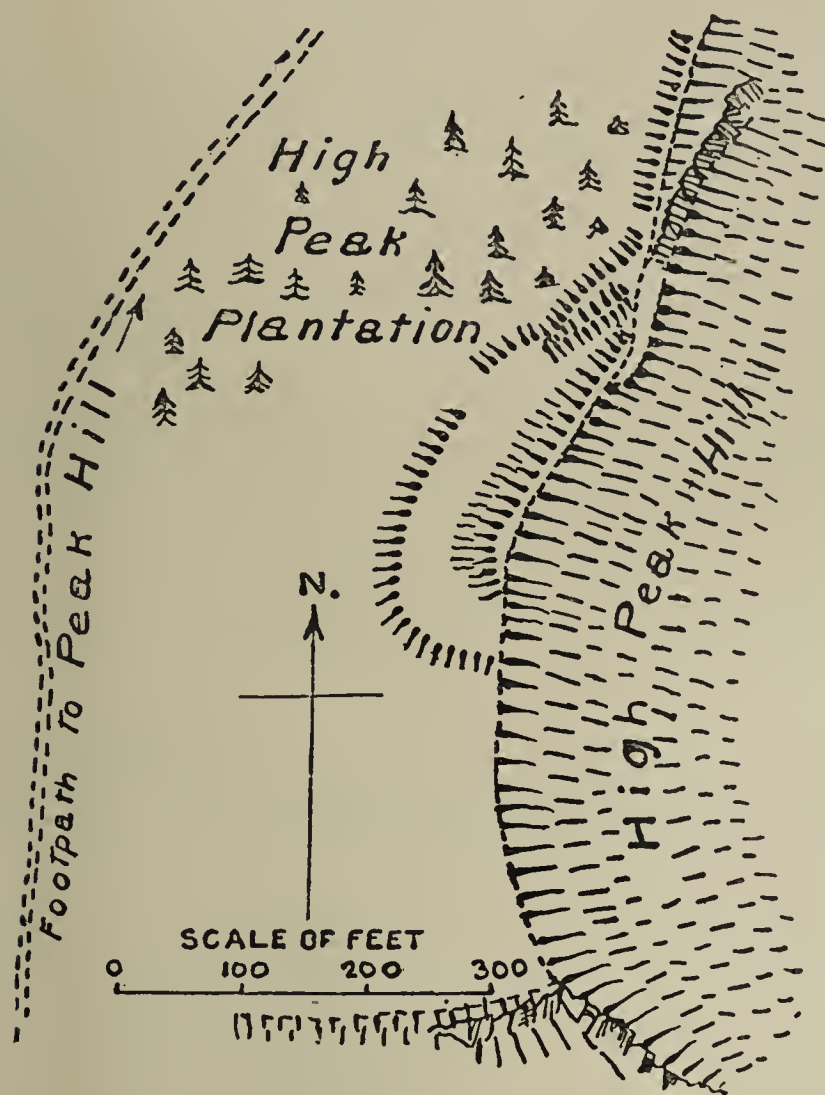 High
Peak
Plantation
Footpath To Peak Hill
High Peak Hill
N.
SCALE OF FEET
0 100 200 300